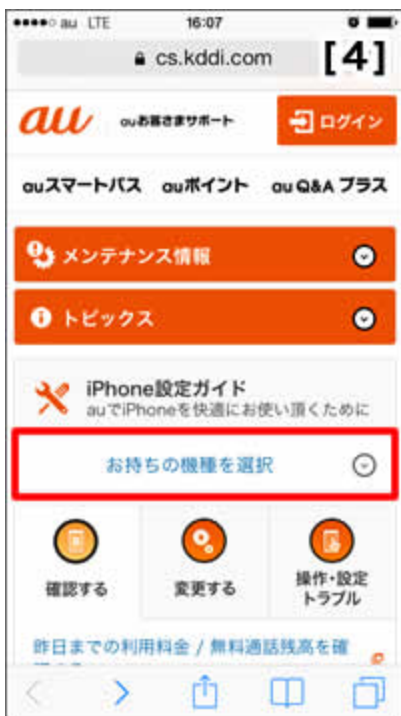 au LTE 16:07
cs.kddi.com
[4]
au auお客さまサポート ログイン
auスマートパス auポイント au Q&A プラス
メンテナンス情報
トピックス
iPhone設定ガイド
auでiPhoneを快適にお使い頂くために
お持ちの機種を選択
確認する 変更する 操作・設定
トラブル
昨日までの利用料金 / 無料通話残高を確